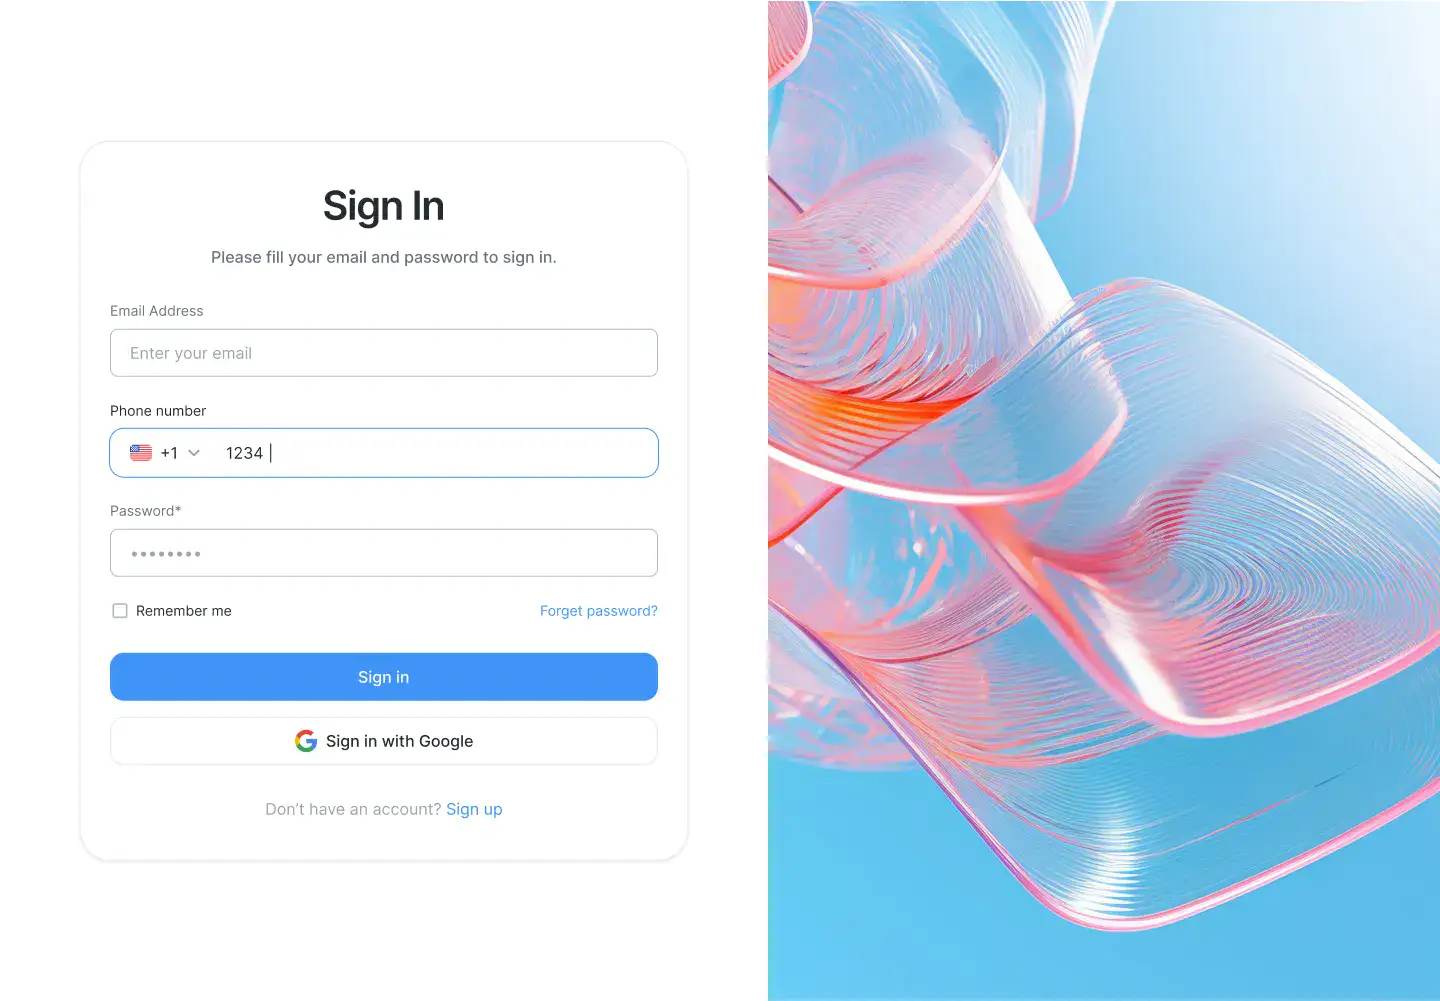 Sign In
Please fill your email and password to sign in.
Email Address
Enter your email
Phone number
+1 1234
Password*
••••••••
Remember me Forget password?
Sign in
Sign in with Google
Don’t have an account? Sign up